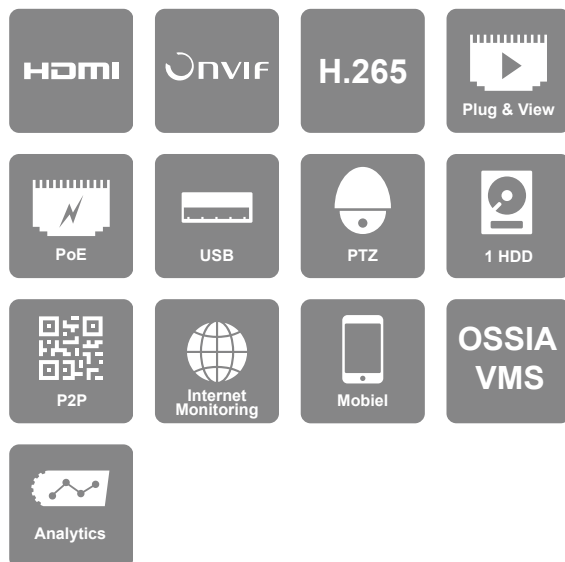 HDMI
ONVIF
H.265
Plug & View
PoE
USB
PTZ
1 HDD
P2P
Internet
Monitoring
Mobiel
OSSIA
VMS
Analytics